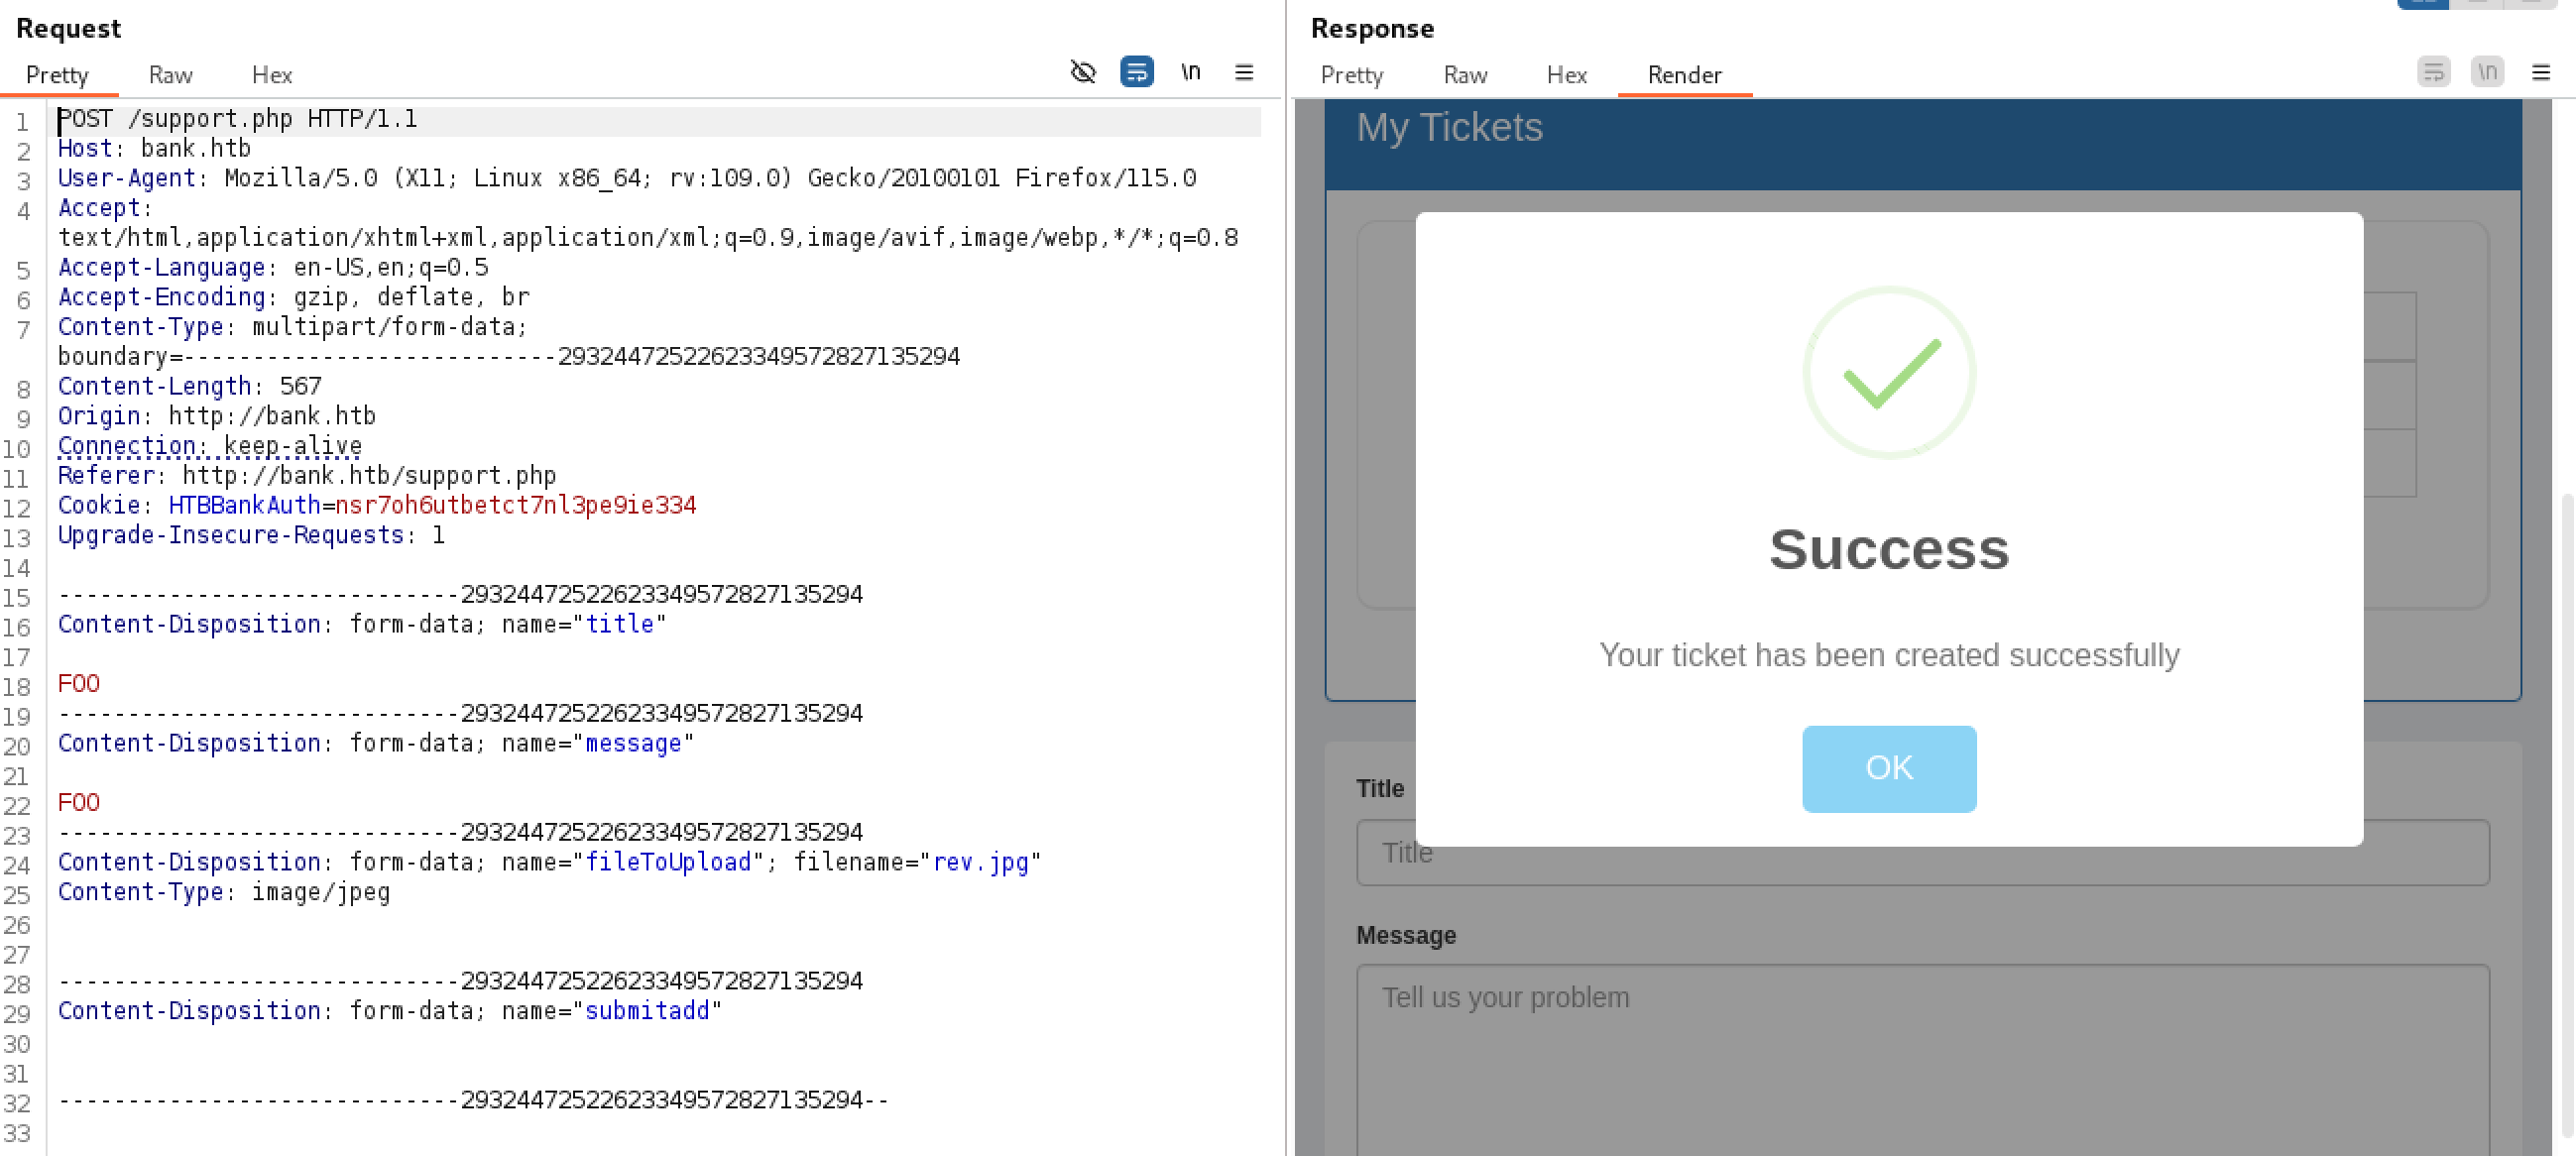 Request
Pretty Raw Hex
\n
1 POST /support.php HTTP/1.1
2 Host: bank.htb
3 User-Agent: Mozilla/5.0 (X11; Linux x86_64; rv:109.0) Gecko/20100101 Firefox/115.0
4 Accept:
text/html,application/xhtml+xml,application/xml;q=0.9,image/avif,image/webp,*/*;q=0.8
5 Accept-Language: en-US,en;q=0.5
6 Accept-Encoding: gzip, deflate, br
7 Content-Type: multipart/form-data;
boundary=---------------------------29324472522623349572827135294
8 Content-Length: 567
9 Origin: http://bank.htb
10 Connection: keep-alive
11 Referer: http://bank.htb/support.php
12 Cookie: HTBBankAuth=nsr7oh6utbetct7nl3pe9ie334
13 Upgrade-Insecure-Requests: 1
14
15 -----------------------------29324472522623349572827135294
16 Content-Disposition: form-data; name="title"
17
18 FOO
19 -----------------------------29324472522623349572827135294
20 Content-Disposition: form-data; name="message"
21
22 FOO
23 -----------------------------29324472522623349572827135294
24 Content-Disposition: form-data; name="fileToUpload"; filename="rev.jpg"
25 Content-Type: image/jpeg
26
27
28 -----------------------------29324472522623349572827135294
29 Content-Disposition: form-data; name="submitadd"
30
31
32 -----------------------------29324472522623349572827135294--
33
Response
Pretty Raw Hex Render
\n
My Tickets
Success
Your ticket has been created successfully
OK
Title
Title
Message
Tell us your problem